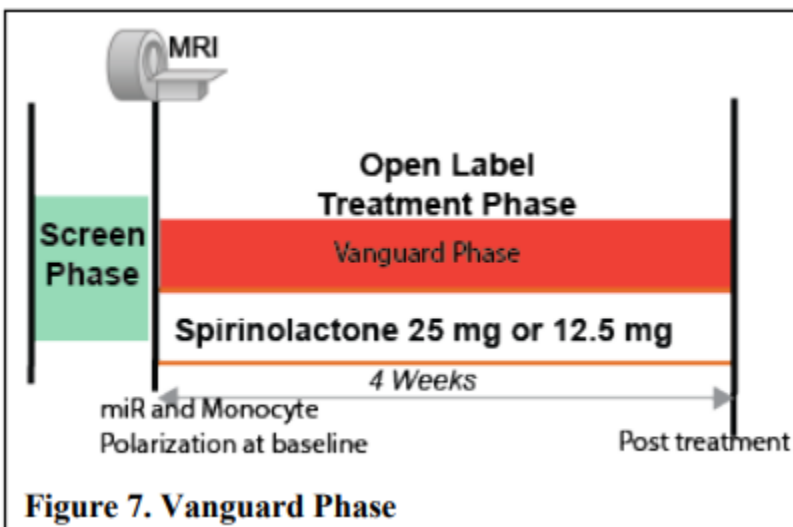 MRI
Open Label
Treatment Phase
Screen
Phase
Vanguard Phase
Spirinolactone 25 mg or 12.5 mg
4 Weeks
miR and Monocyte
Polarization at baseline
Post treatment
Figure 7. Vanguard Phase